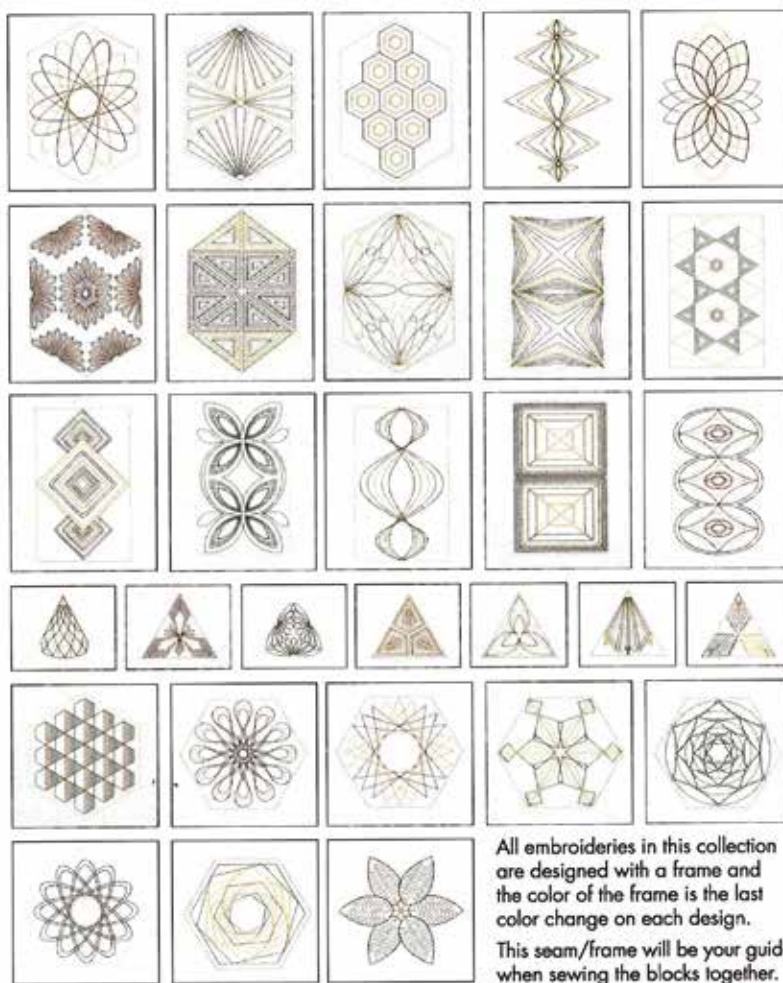 All embroideries in this collection
are designed with a frame and
the color of the frame is the last
color change on each design.
This seam/frame will be your guid
when sewing the blocks together.